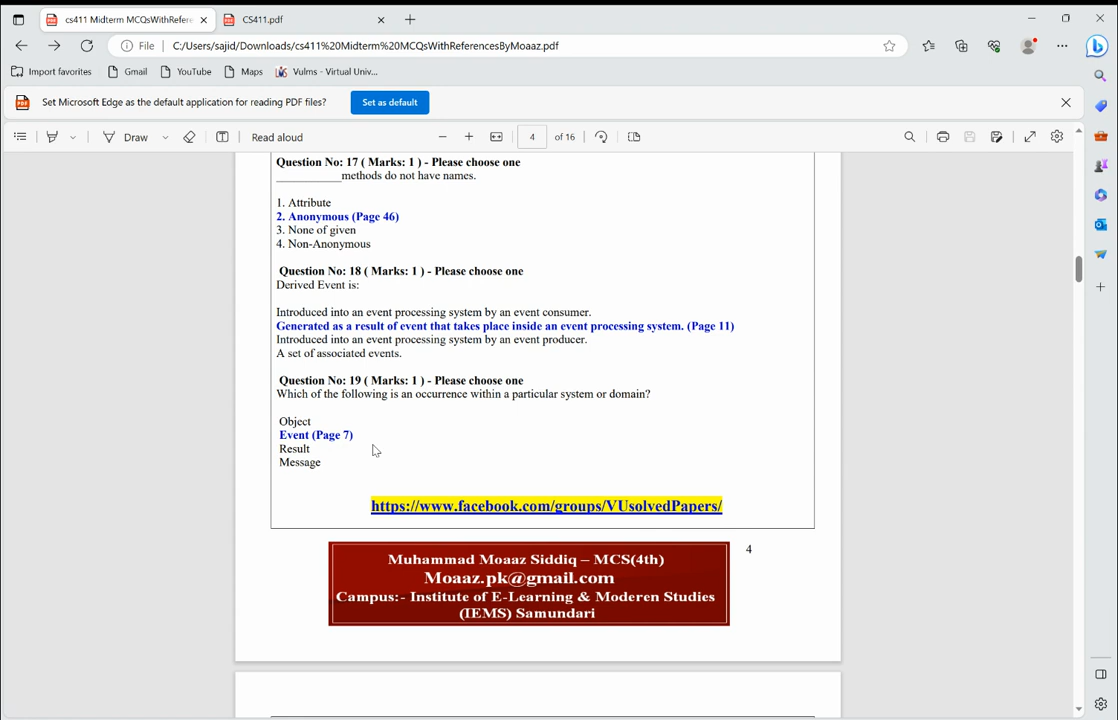 cs411 Midterm MCQsWithRefere
CS411.pdf
File
C:/Users/sajid/Downloads/cs411%20Midterm%20MCQsWithReferencesByMoaaz.pdf
Import favorites
Gmail
YouTube
Maps
Vulms - Virtual Univ...
Set Microsoft Edge as the default application for reading PDF files?
Set as default
Draw
Read aloud
4
of 16
Question No: 17 ( Marks: 1 ) - Please choose one
____________methods do not have names.
1. Attribute
2. Anonymous (Page 46)
3. None of given
4. Non-Anonymous
Question No: 18 ( Marks: 1 ) - Please choose one
Derived Event is:
Introduced into an event processing system by an event consumer.
Generated as a result of event that takes place inside an event processing system. (Page 11)
Introduced into an event processing system by an event producer.
A set of associated events.
Question No: 19 ( Marks: 1 ) - Please choose one
Which of the following is an occurrence within a particular system or domain?
Object
Event (Page 7)
Result
Message
https://www.facebook.com/groups/VUsolvedPapers/
Muhammad Moaaz Siddiq – MCS(4th)
Moaaz.pk@gmail.com
Campus:- Institute of E-Learning & Moderen Studies
(IEMS) Samundari
4